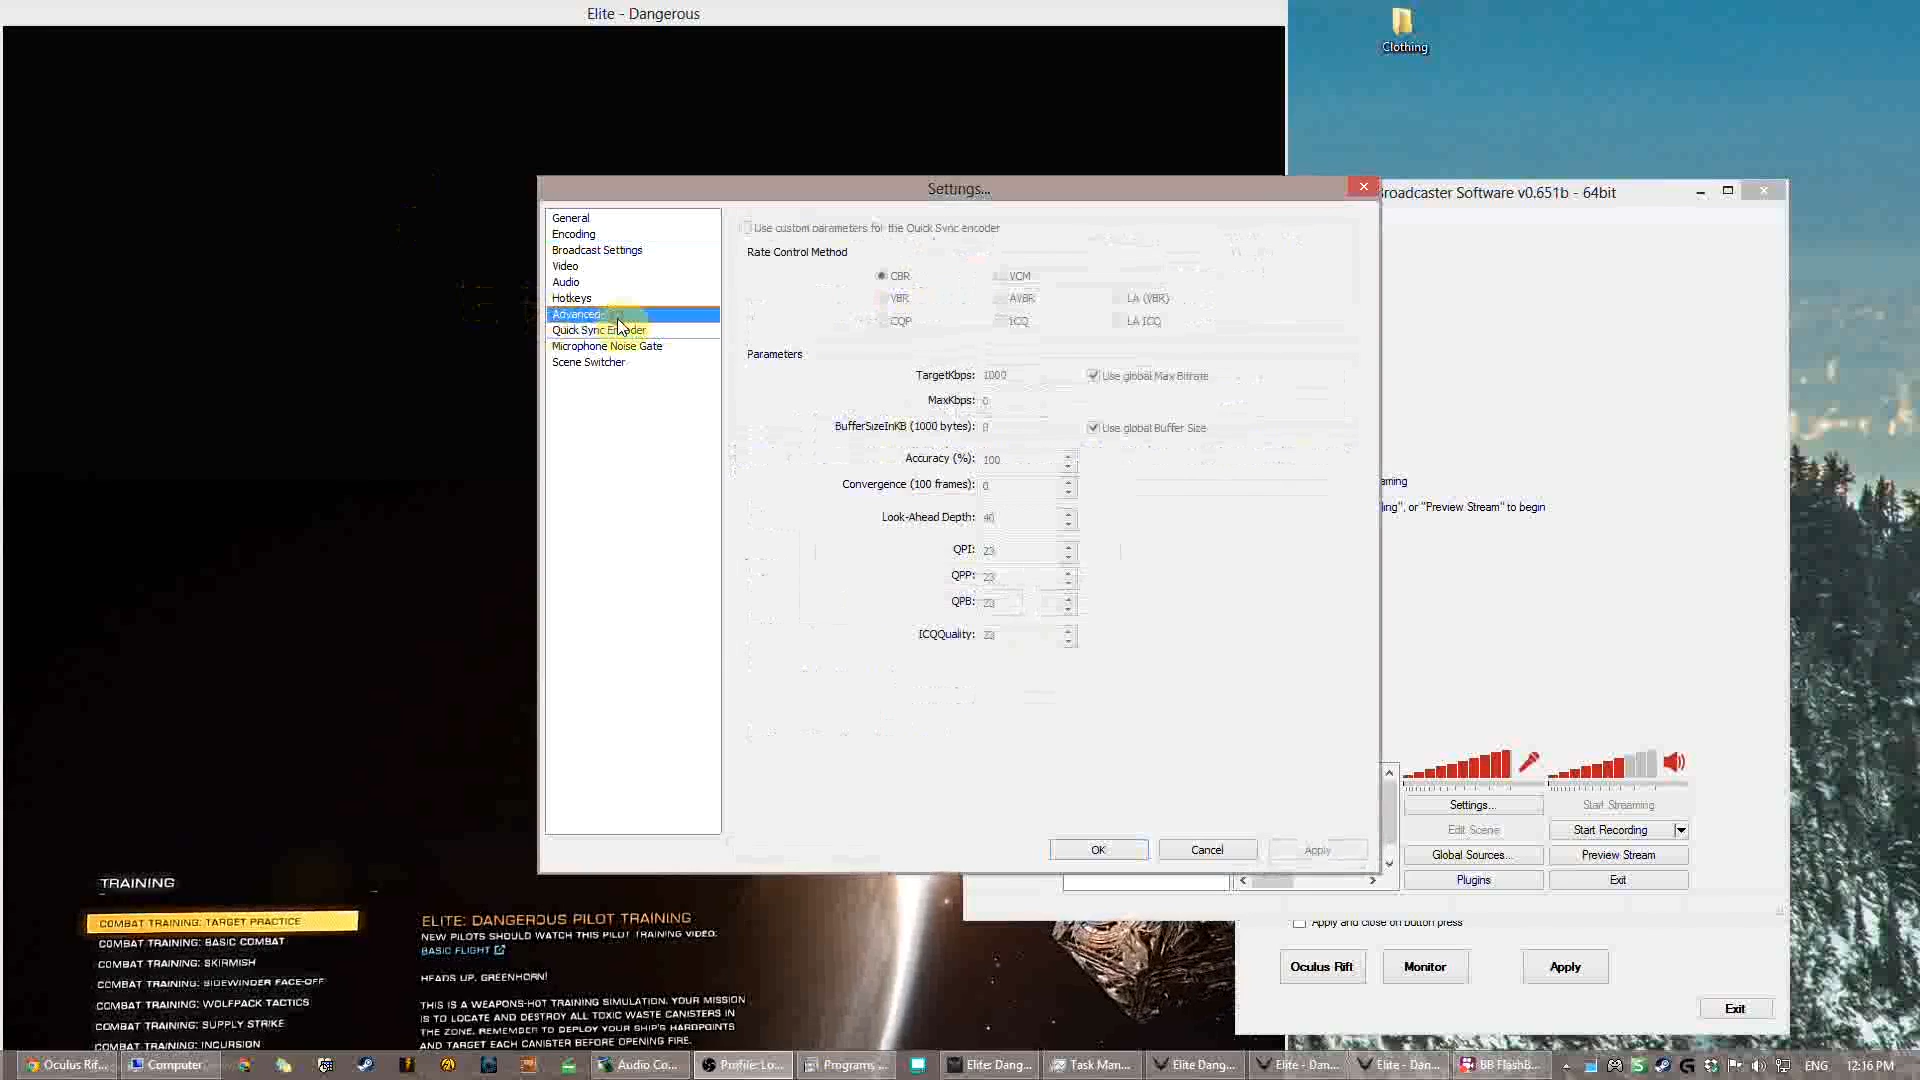 Elite - Dangerous
Clothing
Settings...
Broadcaster Software v0.651b - 64bit
General
Encoding
Broadcast Settings
Video
Audio
Hotkeys
Advanced
Quick Sync Encoder
Microphone Noise Gate
Scene Switcher
Use custom parameters for the Quick Sync encoder
Rate Control Method
CBR VCM
VBR AVBR LA (VBR)
CQP ICQ LA ICQ
Parameters
TargetKbps: 1000 Use global Max Bitrate
MaxKbps: 0
BufferSizeInKB (1000 bytes): 0 Use global Buffer Size
Accuracy (%): 100
Convergence (100 frames): 0
Look-Ahead Depth: 40
QPI: 23
QPP: 23
QPB: 23
ICQQuality: 23
OK Cancel Apply
aming
ing", or "Preview Stream" to begin
Settings... Start Streaming
Edit Scene Start Recording
Global Sources... Preview Stream
Plugins Exit
Apply and close on button press
Oculus Rift Monitor Apply
Exit
TRAINING
COMBAT TRAINING: TARGET PRACTICE
COMBAT TRAINING: BASIC COMBAT
COMBAT TRAINING: SKIRMISH
COMBAT TRAINING: SIDEWINDER FACE-OFF
COMBAT TRAINING: WOLFPACK TACTICS
COMBAT TRAINING: SUPPLY STRIKE
COMBAT TRAINING: INCURSION
ELITE: DANGEROUS PILOT TRAINING
NEW PILOTS SHOULD WATCH THIS PILOT TRAINING VIDEO:
BASIC FLIGHT
HEADS UP, GREENHORN!
THIS IS A WEAPONS-HOT TRAINING SIMULATION. YOUR MISSION
IS TO LOCATE AND DESTROY ALL TOXIC WASTE CANISTERS IN
THE ZONE. REMEMBER TO DEPLOY YOUR SHIP'S HARDPOINTS
AND TARGET EACH CANISTER BEFORE OPENING FIRE.
Oculus Rif... Computer Audio Co... Profile: Lo... Programs ... Elite: Dang... Task Man... Elite Dang... Elite - Dan... Elite - Dan... BB FlashB... ENG 12:16 PM